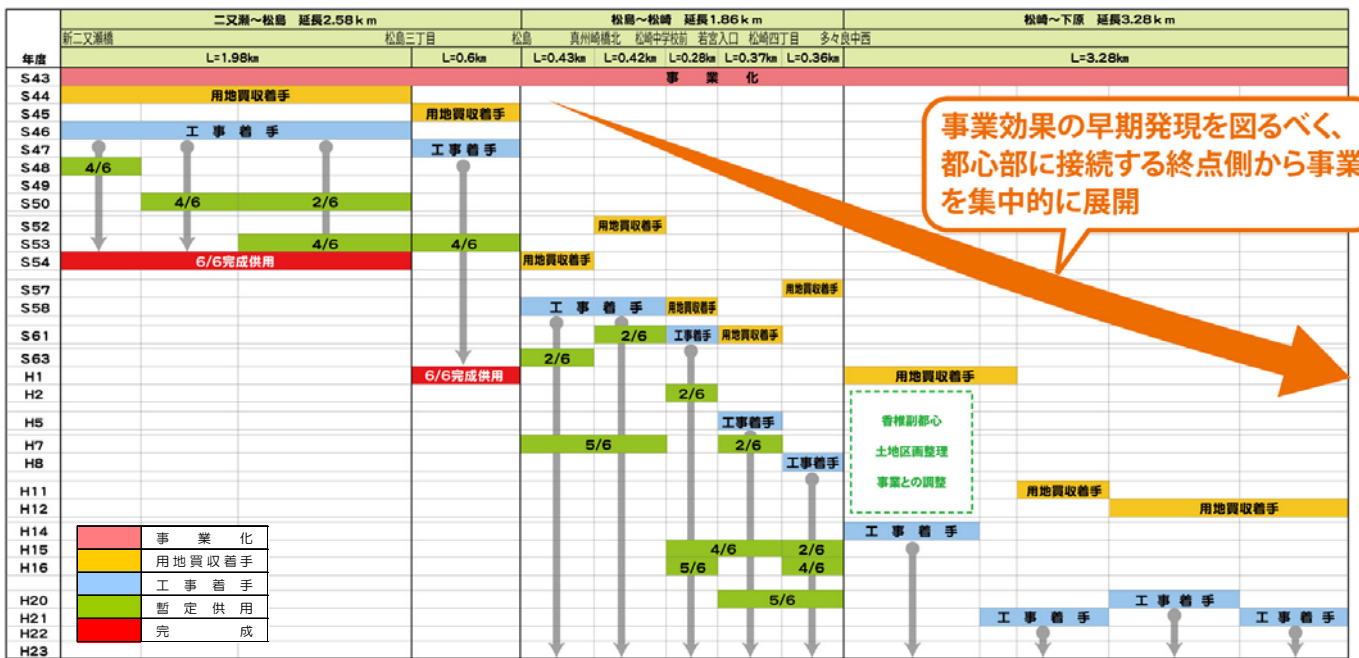 二又瀬〜松島 延長2.58km 松島〜松崎 延長1.86km 松崎〜下原 延長3.28km
新二又瀬橋 松島三丁目 松島 真州崎橋北 松崎中学校前 若宮入口 松崎四丁目 多々良中西
年度 L=1.98km L=0.6km L=0.43km L=0.42km L=0.28km L=0.37km L=0.36km L=3.28km
S43 事業化
S44 用地買収着手
S45 用地買収着手
S46 工事着手
S47 工事着手
S48 4/6
S49
S50 4/6 2/6
S52 用地買収着手
S53 4/6 4/6
S54 6/6完成供用 用地買収着手
S57 用地買収着手
S58 工事着手 用地買収着手
S61 2/6 工事着手 用地買収着手
S63 2/6
H1 6/6完成供用 用地買収着手
H2 2/6
H5 工事着手
H7 5/6 2/6
H8 工事着手
H11 用地買収着手
H12 用地買収着手
H14 工事着手
H15 4/6 2/6
H16 5/6 4/6
H20 5/6 工事着手
H21 工事着手 工事着手
H22
H23
事業効果の早期発現を図るべく、
都心部に接続する終点側から事業
を集中的に展開
香椎副都心
土地区画整理
事業との調整
事業化
用地買収着手
工事着手
暫定供用
完成